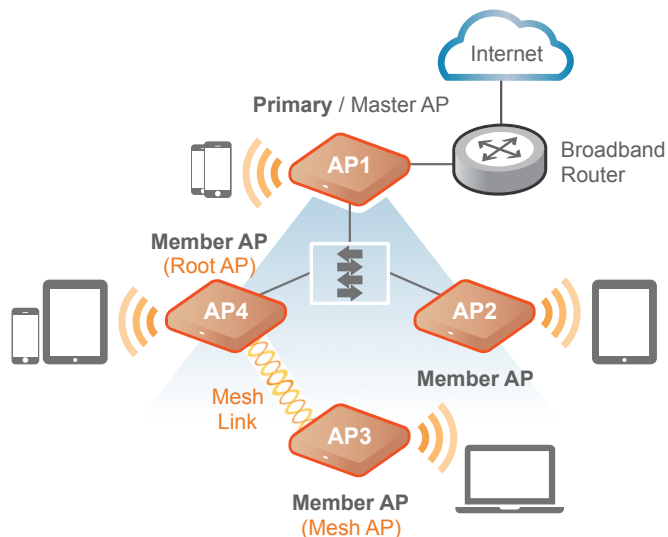 Internet
Primary / Master AP
AP1
Broadband
Router
Member AP
(Root AP)
AP4
AP2
Member AP
Mesh
Link
AP3
Member AP
(Mesh AP)